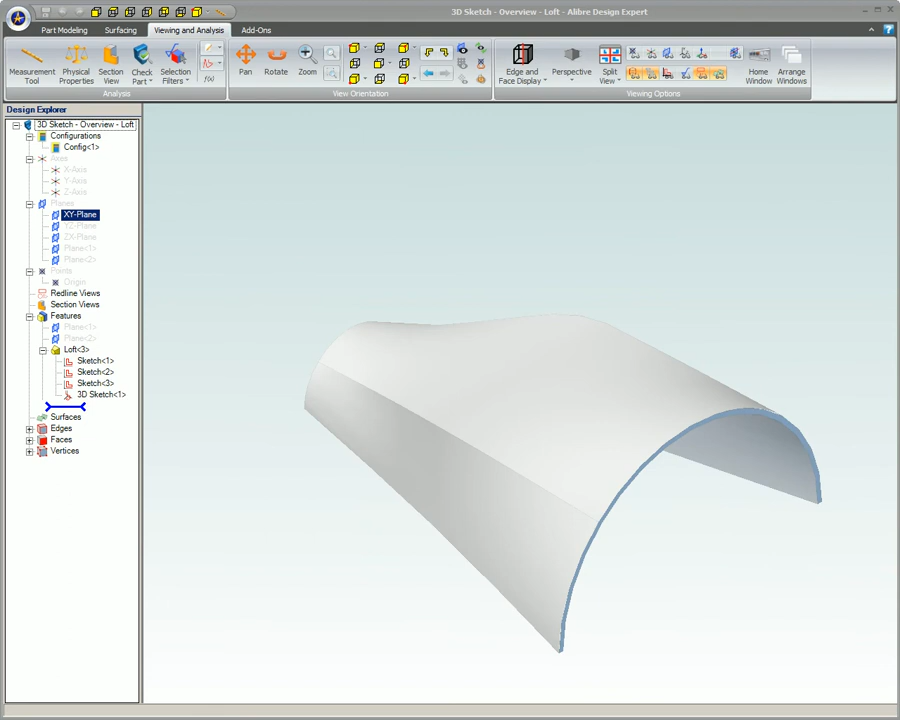 3D Sketch - Overview - Loft - Alibre Design Expert
Part Modeling Surfacing Viewing and Analysis Add-Ons
Measurement Tool
Physical Properties
Section View
Check Part
Selection Filters
f(x)
Pan
Rotate
Zoom
Edge and Face Display
Perspective
Split View
Home Window
Arrange Windows
Analysis
View Orientation
Viewing Options
Design Explorer
3D Sketch - Overview - Loft
Configurations
Config<1>
Axes
X-Axis
Y-Axis
Z-Axis
Planes
XY-Plane
YZ-Plane
ZX-Plane
Plane<1>
Plane<2>
Points
Origin
Redline Views
Section Views
Features
Plane<1>
Plane<2>
Loft<3>
Sketch<1>
Sketch<2>
Sketch<3>
3D Sketch<1>
Surfaces
Edges
Faces
Vertices